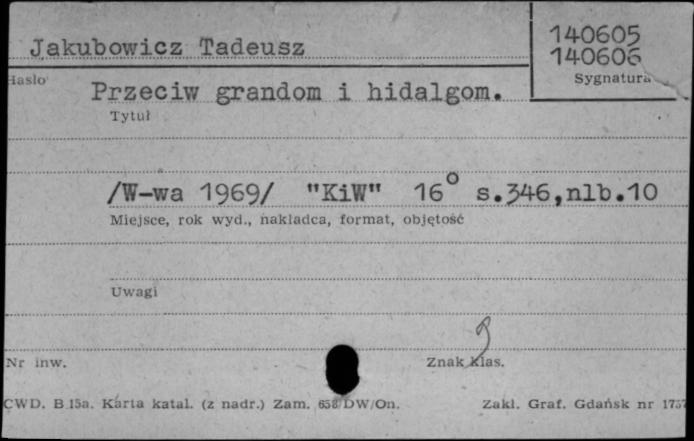 Jakubowicz Tadeusz
140605
140606
Hasło
Sygnatura
Przeciw grandom i hidalgom.
Tytuł
/W-wa 1969/ "KiW" 16° s.346,nlb.10
Miejsce, rok wyd., nakładca, format, objętość
Uwagi
Nr inw.
Znak klas.
CWD. B 15a. Karta katal. (z nadr.) Zam. 658/DW/On.
Zakł. Graf. Gdańsk nr 1757